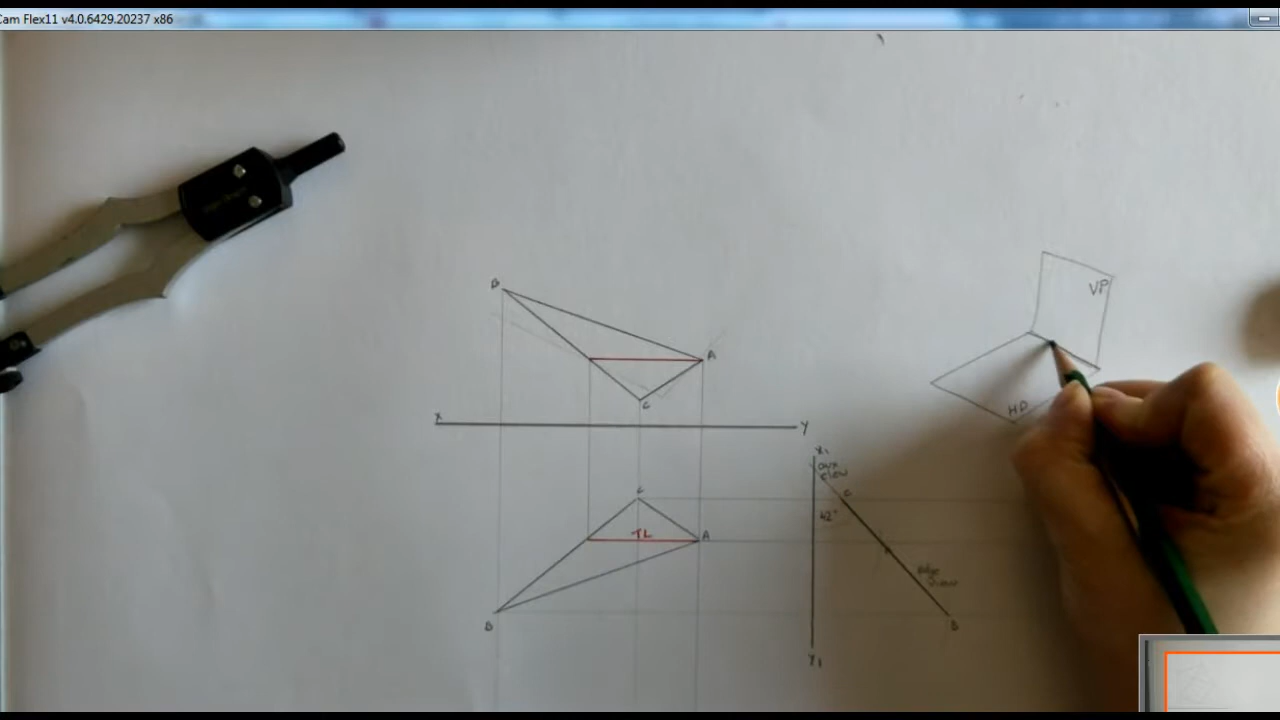 Cam Flex11 v4.0.6429.20237 x86
B
VP
A
C
HP
X
Y
X1
aux
view
C
C
42°
TL
A
edge
view
B
B
Y1